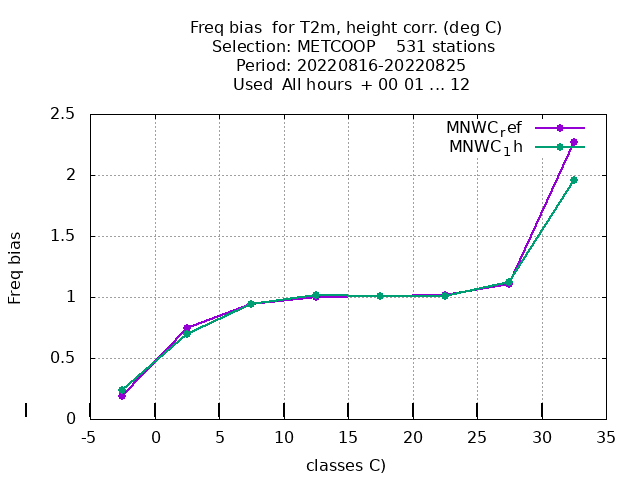 Freq bias  for T2m, height corr. (deg C)
Selection: METCOOP    531 stations
Period: 20220816-20220825
Used  All hours  + 00 01 ... 12
MNWCref
MNWC1h
2.5
2
1.5
1
0.5
0
Freq bias
-5 0 5 10 15 20 25 30 35
classes C)